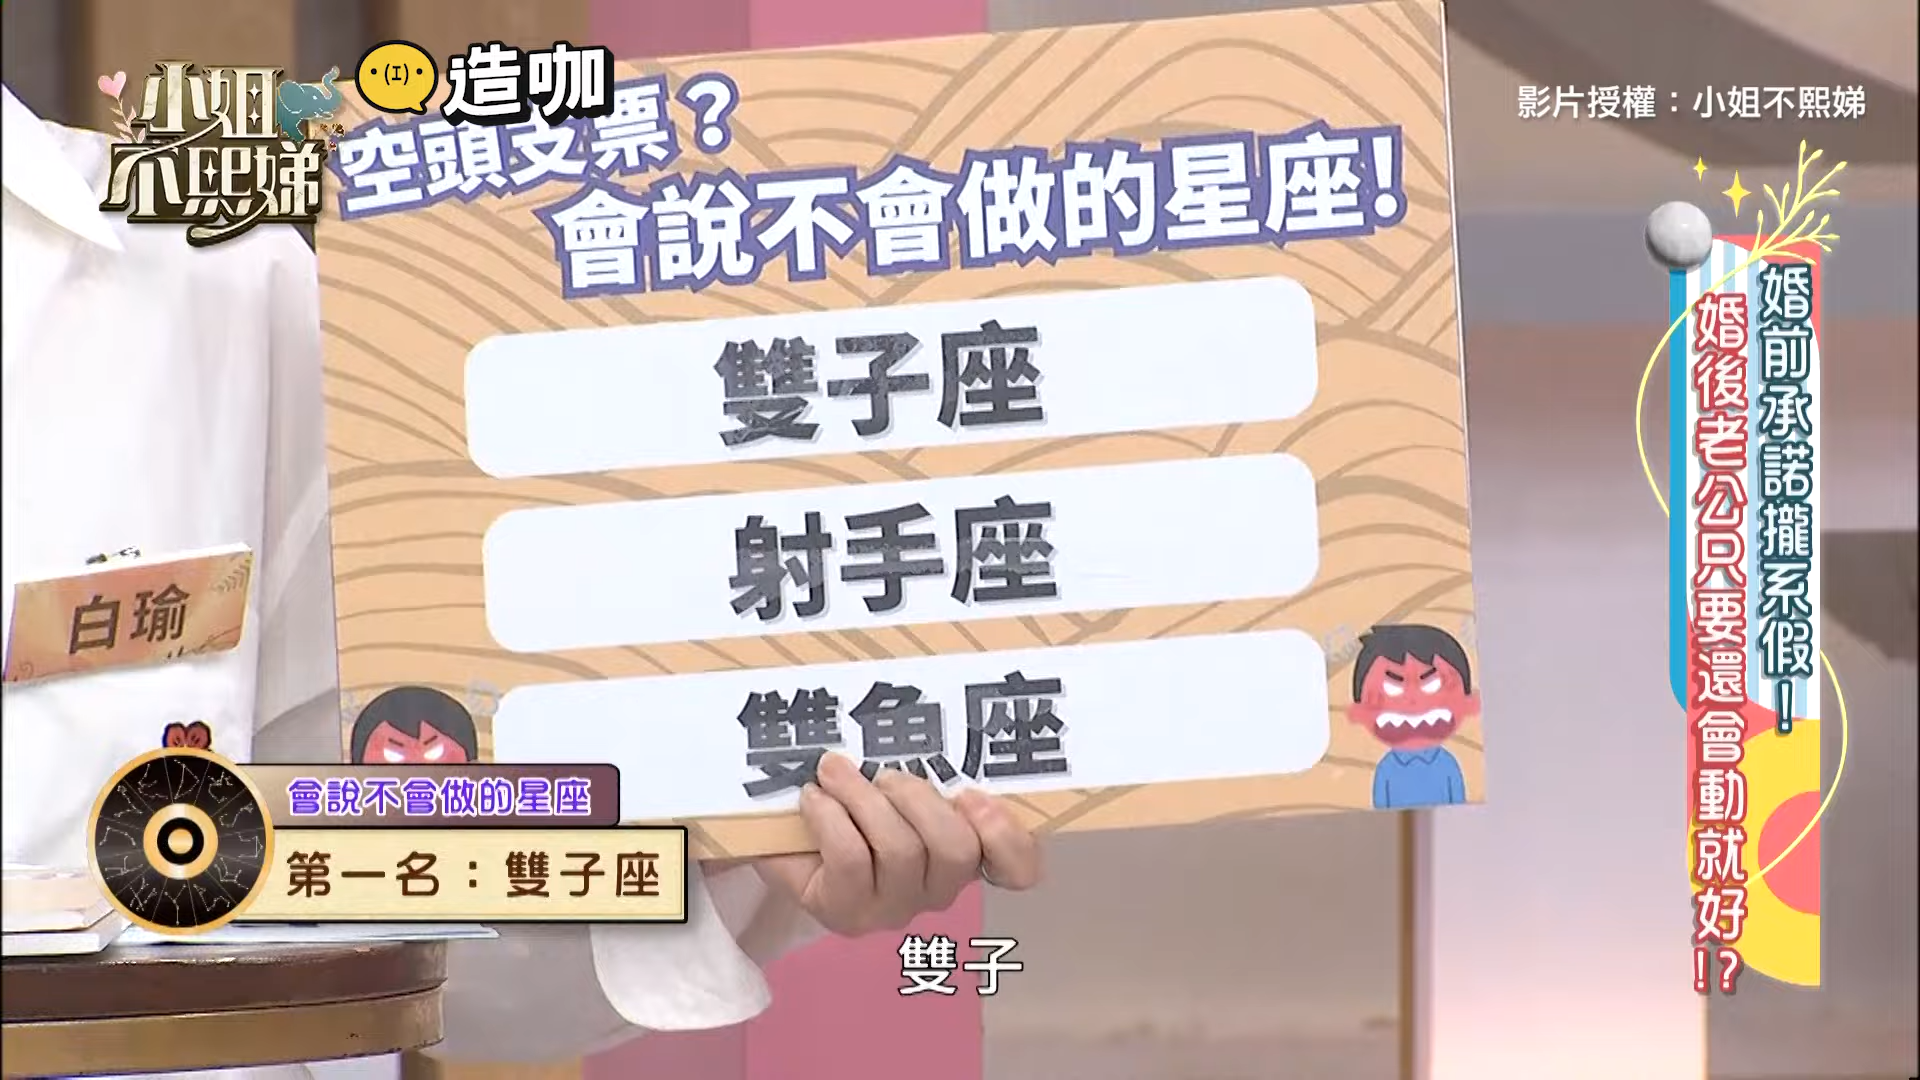 小姐
不熙娣
造咖
影片授權：小姐不熙娣
空頭支票？
會說不會做的星座！
雙子座
射手座
雙魚座
白瑜
婚前承諾攏系假！
婚後老公只要還會動就好！？
會說不會做的星座
第一名：雙子座
雙子